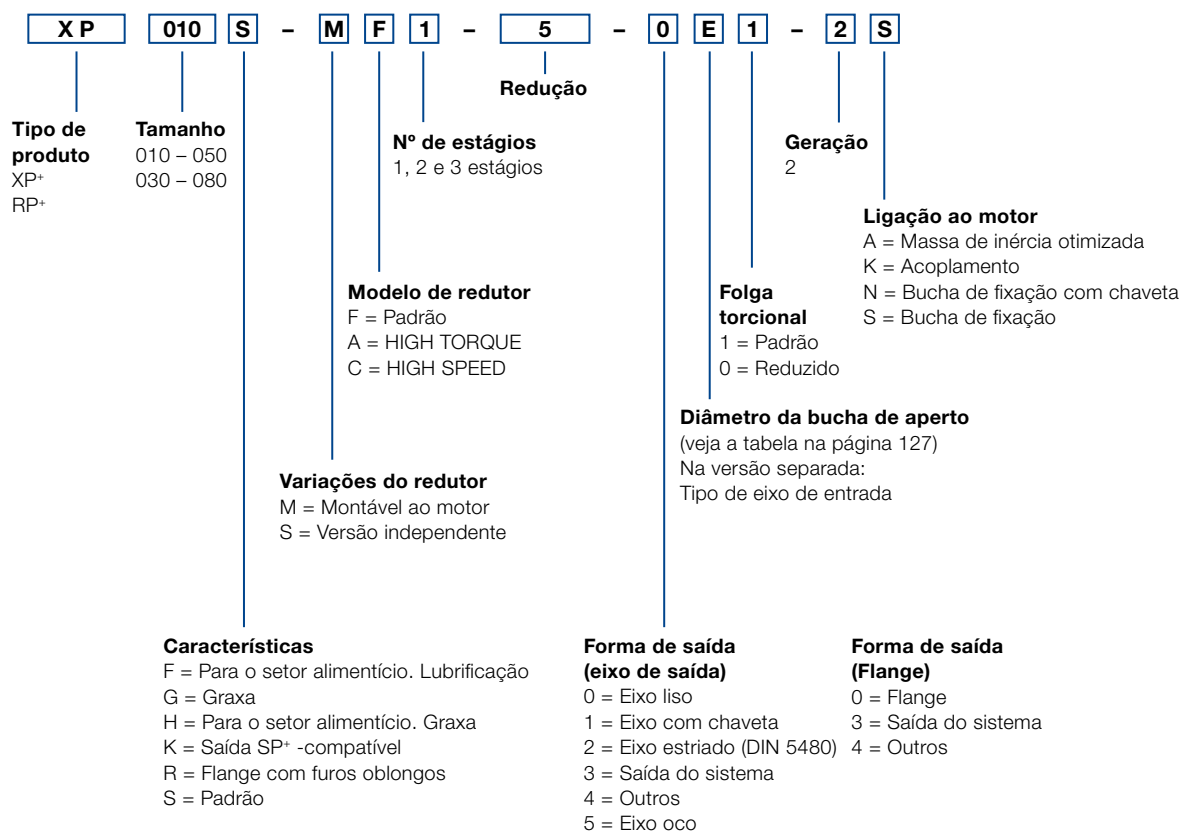 XP 010 S – M F 1 - 5 - 0 E 1 - 2 S
Redução
Tipo de
produto
XP+
RP+
Tamanho
010 – 050
030 – 080
Nº de estágios
1, 2 e 3 estágios
Geração
2
Ligação ao motor
A = Massa de inércia otimizada
K = Acoplamento
N = Bucha de fixação com chaveta
S = Bucha de fixação
Modelo de redutor
F = Padrão
A = HIGH TORQUE
C = HIGH SPEED
Folga
torcional
1 = Padrão
0 = Reduzido
Diâmetro da bucha de aperto
(veja a tabela na página 127)
Na versão separada:
Tipo de eixo de entrada
Variações do redutor
M = Montável ao motor
S = Versão independente
Características
F = Para o setor alimentício. Lubrificação
G = Graxa
H = Para o setor alimentício. Graxa
K = Saída SP+ -compatível
R = Flange com furos oblongos
S = Padrão
Forma de saída
(eixo de saída)
0 = Eixo liso
1 = Eixo com chaveta
2 = Eixo estriado (DIN 5480)
3 = Saída do sistema
4 = Outros
5 = Eixo oco
Forma de saída
(Flange)
0 = Flange
3 = Saída do sistema
4 = Outros